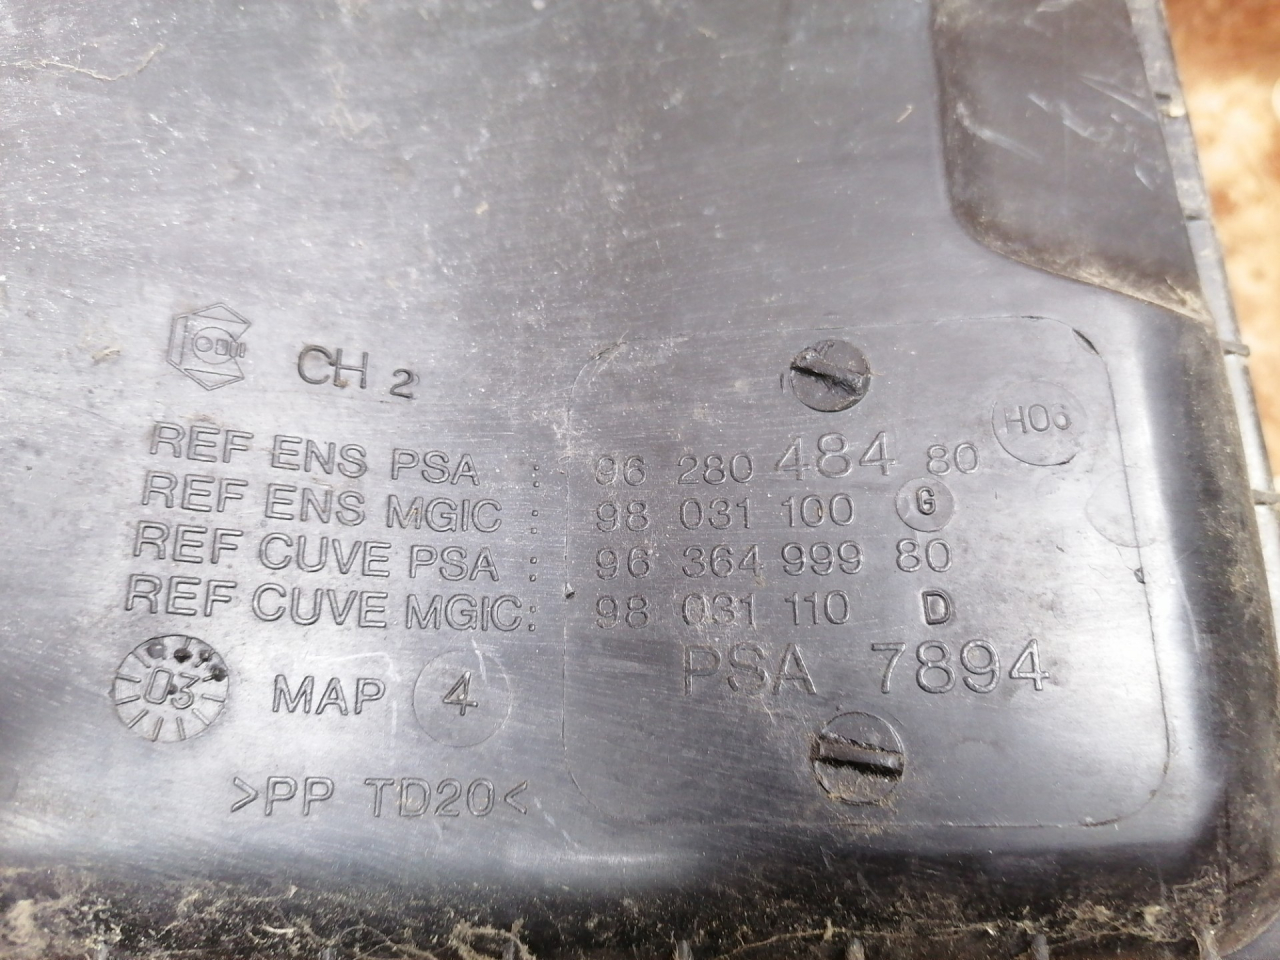 CH 2
REF ENS PSA : 96 280 484 80 H06
REF ENS MGIC : 98 031 100 G
REF CUVE PSA : 96 364 999 80
REF CUVE MGIC : 98 031 110 D
PSA 7894
03 MAP 4
>PP TD20<